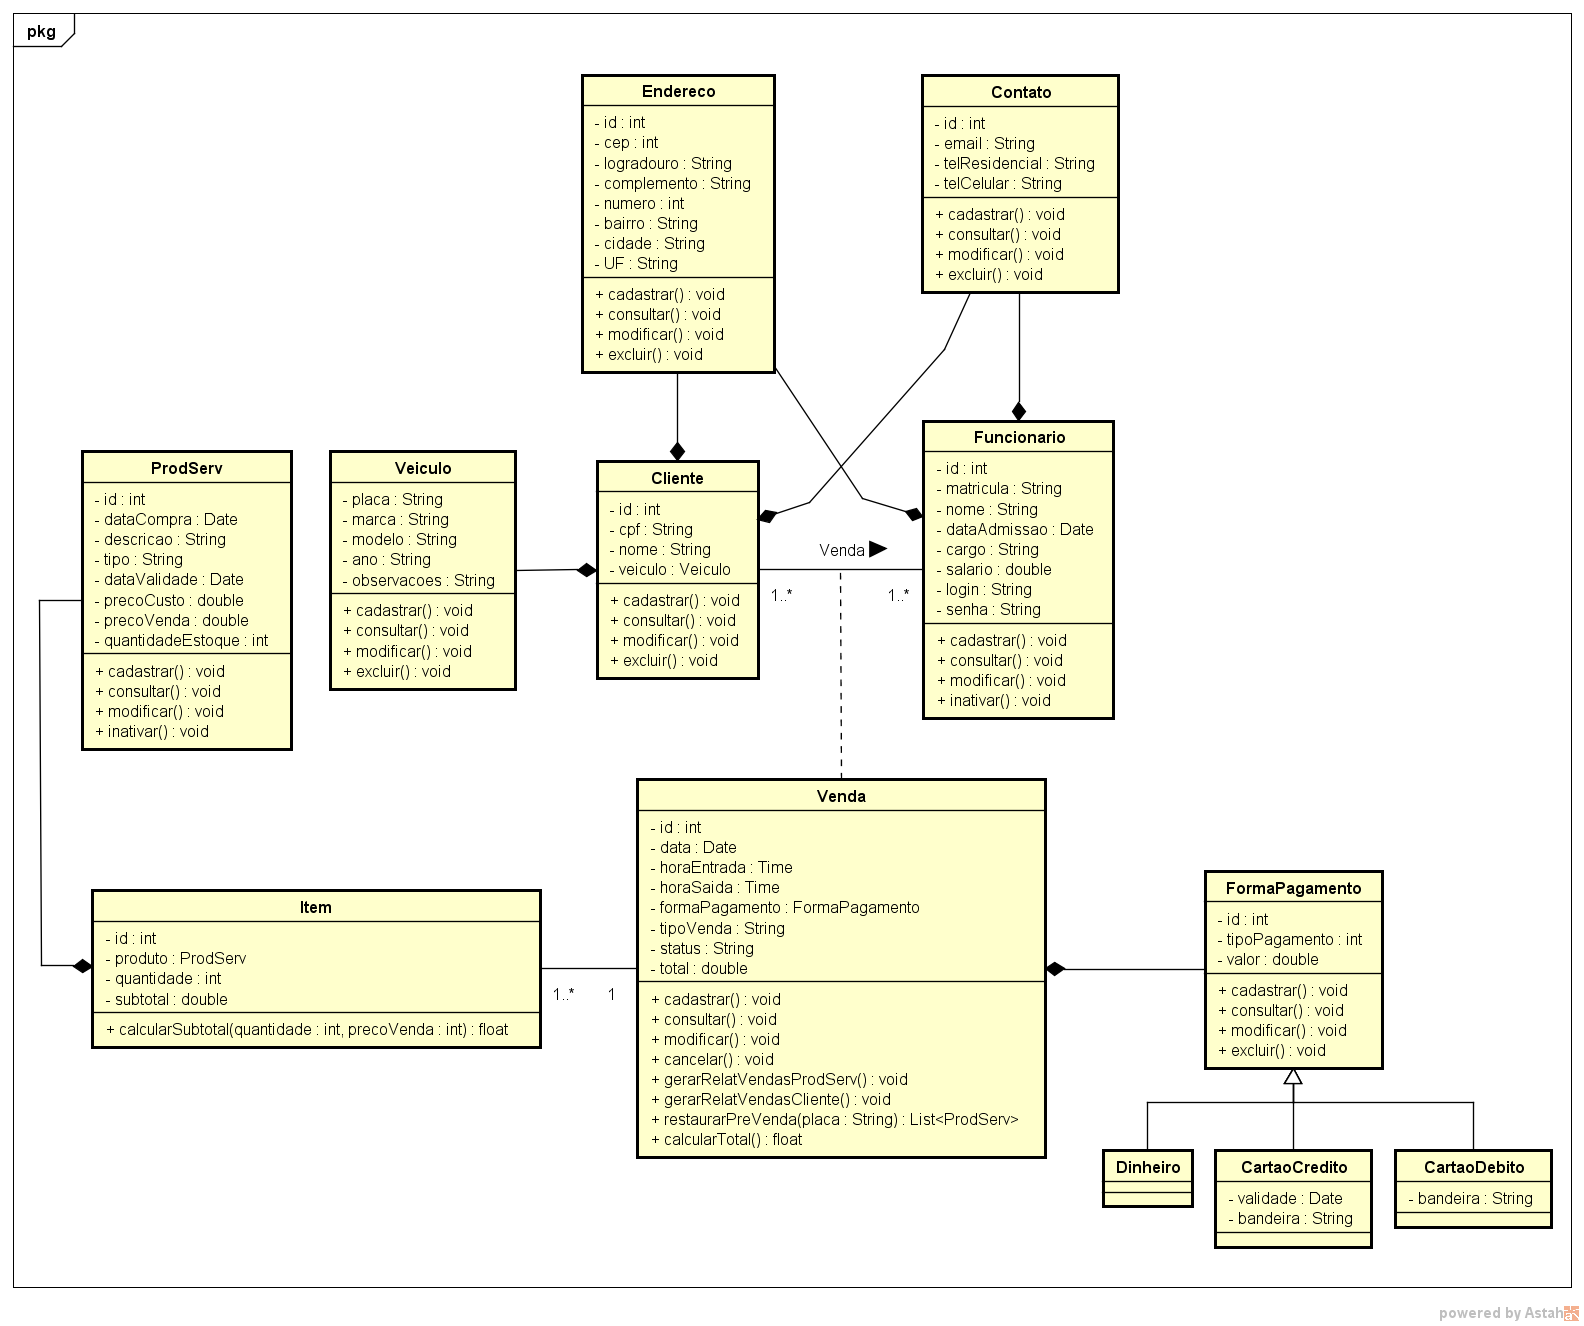 pkg
Endereco
- id : int
- cep : int
- logradouro : String
- complemento : String
- numero : int
- bairro : String
- cidade : String
- UF : String
+ cadastrar() : void
+ consultar() : void
+ modificar() : void
+ excluir() : void
Contato
- id : int
- email : String
- telResidencial : String
- telCelular : String
+ cadastrar() : void
+ consultar() : void
+ modificar() : void
+ excluir() : void
ProdServ
- id : int
- dataCompra : Date
- descricao : String
- tipo : String
- dataValidade : Date
- precoCusto : double
- precoVenda : double
- quantidadeEstoque : int
+ cadastrar() : void
+ consultar() : void
+ modificar() : void
+ inativar() : void
Veiculo
- placa : String
- marca : String
- modelo : String
- ano : String
- observacoes : String
+ cadastrar() : void
+ consultar() : void
+ modificar() : void
+ excluir() : void
Cliente
- id : int
- cpf : String
- nome : String
- veiculo : Veiculo
+ cadastrar() : void
+ consultar() : void
+ modificar() : void
+ excluir() : void
Venda
1..*
1..*
Funcionario
- id : int
- matricula : String
- nome : String
- dataAdmissao : Date
- cargo : String
- salario : double
- login : String
- senha : String
+ cadastrar() : void
+ consultar() : void
+ modificar() : void
+ inativar() : void
Item
- id : int
- produto : ProdServ
- quantidade : int
- subtotal : double
+ calcularSubtotal(quantidade : int, precoVenda : int) : float
1..*
1
Venda
- id : int
- data : Date
- horaEntrada : Time
- horaSaida : Time
- formaPagamento : FormaPagamento
- tipoVenda : String
- status : String
- total : double
+ cadastrar() : void
+ consultar() : void
+ modificar() : void
+ cancelar() : void
+ gerarRelatVendasProdServ() : void
+ gerarRelatVendasCliente() : void
+ restaurarPreVenda(placa : String) : List<ProdServ>
+ calcularTotal() : float
FormaPagamento
- id : int
- tipoPagamento : int
- valor : double
+ cadastrar() : void
+ consultar() : void
+ modificar() : void
+ excluir() : void
Dinheiro
CartaoCredito
- validade : Date
- bandeira : String
CartaoDebito
- bandeira : String
powered by Astah